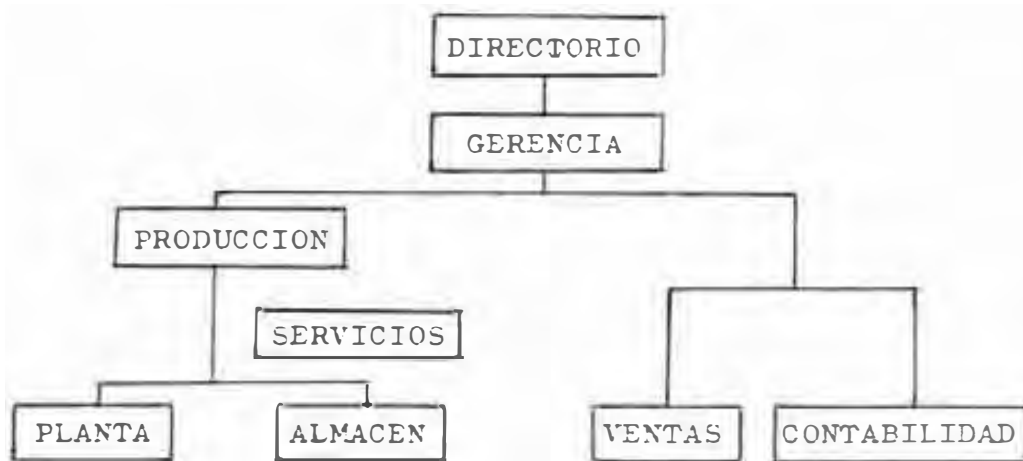 DIRECTORIO
GERENCIA
PRODUCCION
SERVICIOS
PLANTA
ALMACEN
VENTAS
CONTABILIDAD